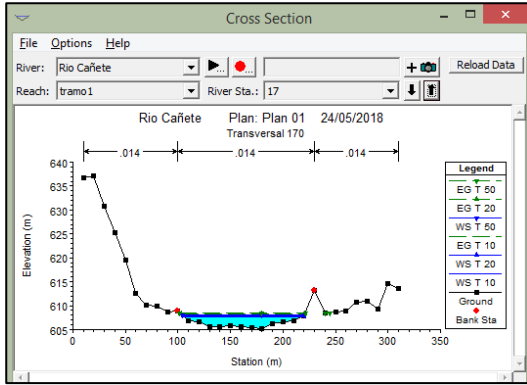 Cross Section
File Options Help
River: Rio Cañete ... ... Reload Data
Reach: tramo1 River Sta.: 17
Rio Cañete Plan: Plan 01 24/05/2018
Transversal 170
.014 .014 .014
640
635
630
625
620
615
610
605
0 50 100 150 200 250 300 350
Elevation (m)
Station (m)
Legend
EG T 50
EG T 20
WS T 50
EG T 10
WS T 20
WS T 10
Ground
Bank Sta